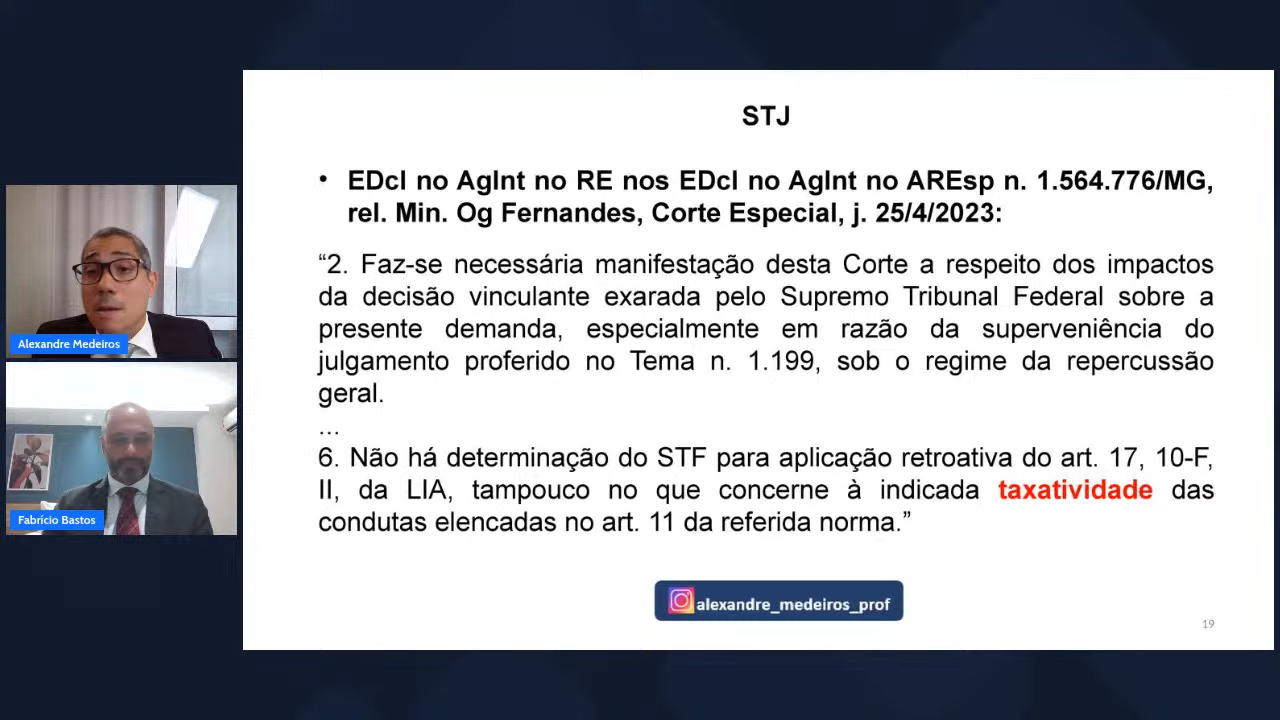 STJ
• EDcl no AgInt no RE nos EDcl no AgInt no AREsp n. 1.564.776/MG,
rel. Min. Og Fernandes, Corte Especial, j. 25/4/2023:
“2. Faz-se necessária manifestação desta Corte a respeito dos impactos
da decisão vinculante exarada pelo Supremo Tribunal Federal sobre a
presente demanda, especialmente em razão da superveniência do
julgamento proferido no Tema n. 1.199, sob o regime da repercussão
geral.
...
6. Não há determinação do STF para aplicação retroativa do art. 17, 10-F,
II, da LIA, tampouco no que concerne à indicada taxatividade das
condutas elencadas no art. 11 da referida norma.”
alexandre_medeiros_prof
19
Alexandre Medeiros
Fabrício Bastos